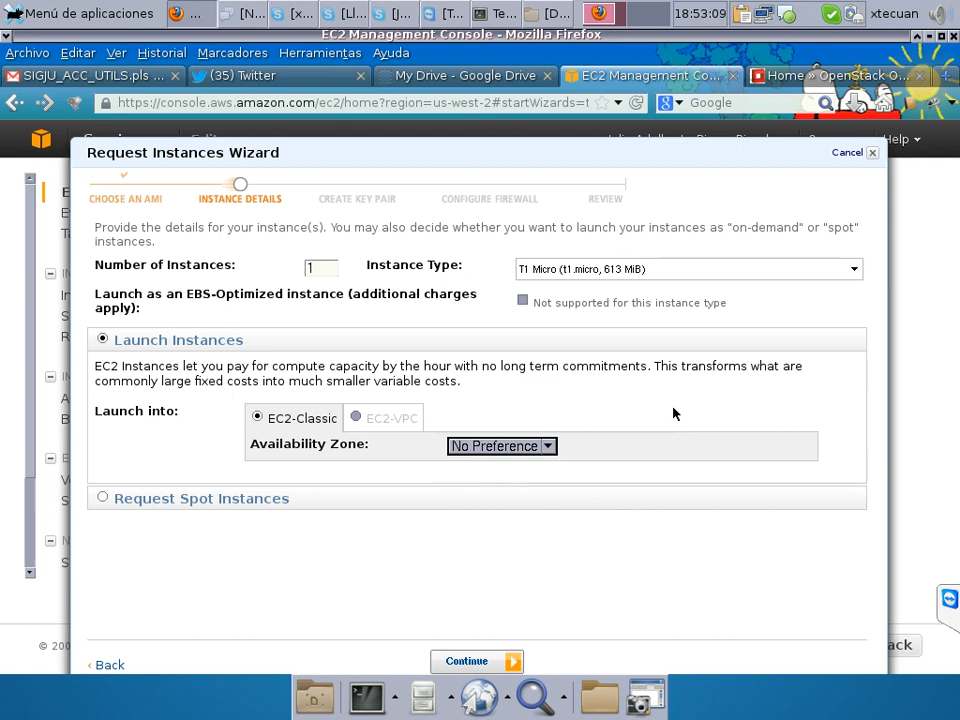 Menú de aplicaciones
...
[N...
[x...
[Ll...
[J...
[T...
Te...
[D...
18:53:09
xtecuan
EC2 Management Console - Mozilla Firefox
Archivo Editar Ver Historial Marcadores Herramientas Ayuda
SIGJU_ACC_UTILS.pls ...
(35) Twitter
My Drive - Google Drive
EC2 Management Co...
Home » OpenStack O...
https://console.aws.amazon.com/ec2/home?region=us-west-2#startWizards=t
Google
Help
Request Instances Wizard
Cancel
CHOOSE AN AMI
INSTANCE DETAILS
CREATE KEY PAIR
CONFIGURE FIREWALL
REVIEW
Provide the details for your instance(s). You may also decide whether you want to launch your instances as "on-demand" or "spot"
instances.
Number of Instances: 1 Instance Type: T1 Micro (t1.micro, 613 MiB)
Launch as an EBS-Optimized instance (additional charges
apply):
Not supported for this instance type
Launch Instances
EC2 Instances let you pay for compute capacity by the hour with no long term commitments. This transforms what are
commonly large fixed costs into much smaller variable costs.
Launch into: EC2-Classic EC2-VPC
Availability Zone: No Preference
Request Spot Instances
© 20
ack
Back
Continue